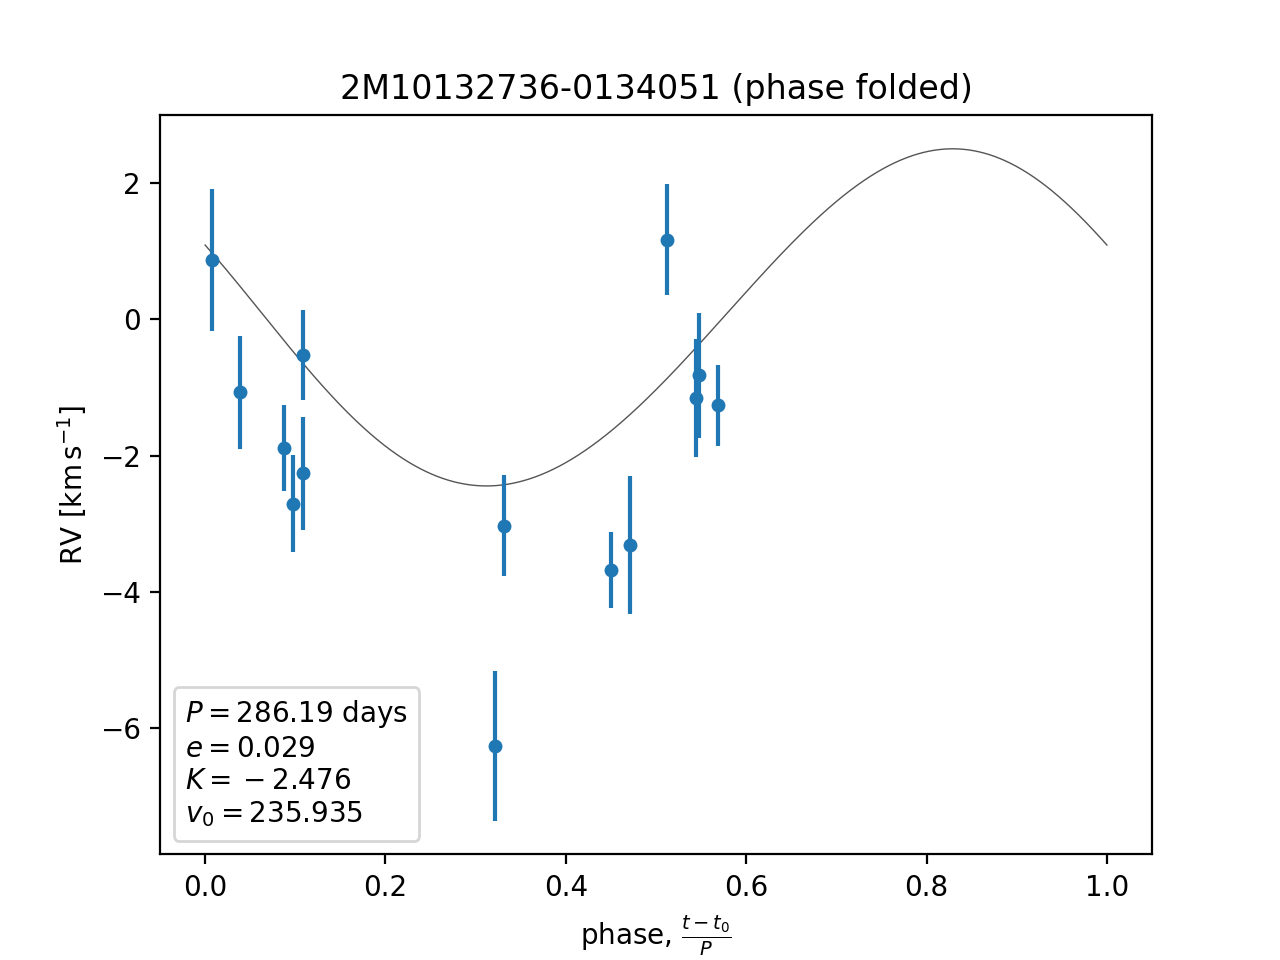 2M10132736-0134051 (phase folded)
RV [km s⁻¹]
2
0
−2
−4
−6
P = 286.19 days
e = 0.029
K = −2.476
v₀ = 235.935
0.0 0.2 0.4 0.6 0.8 1.0
phase, (t − t₀)/P